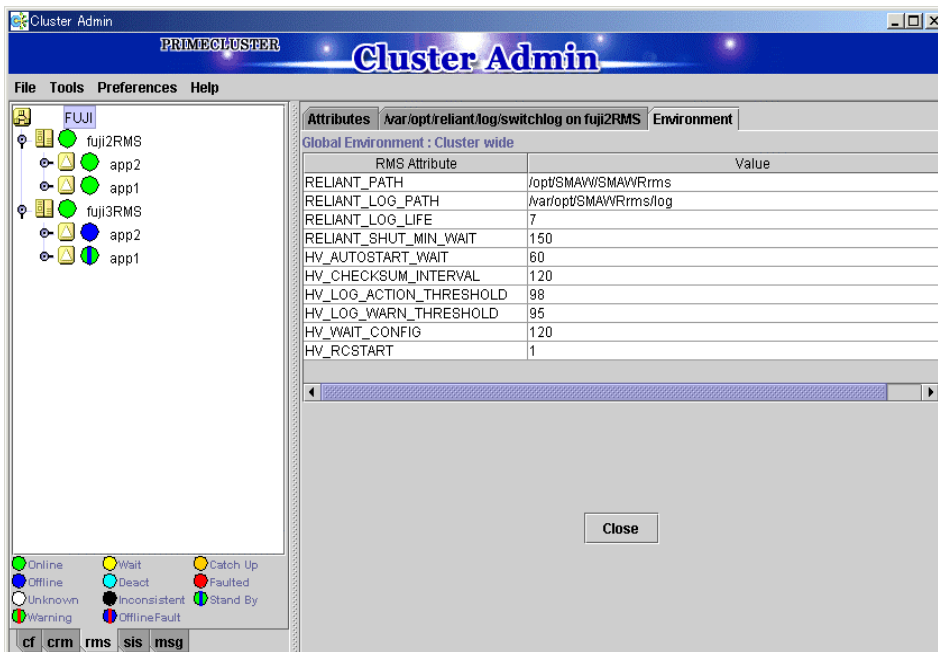 Cluster Admin
PRIMECLUSTER
Cluster Admin
File Tools Preferences Help
FUJI
fuji2RMS
app2
app1
fuji3RMS
app2
app1
Online Wait Catch Up
Offline Deact Faulted
Unknown Inconsistent Stand By
Warning OfflineFault
cf crm rms sis msg
Attributes /var/opt/reliant/log/switchlog on fuji2RMS Environment
Global Environment : Cluster wide
RMS Attribute Value
RELIANT_PATH /opt/SMAW/SMAWRrms
RELIANT_LOG_PATH /var/opt/SMAWRrms/log
RELIANT_LOG_LIFE 7
RELIANT_SHUT_MIN_WAIT 150
HV_AUTOSTART_WAIT 60
HV_CHECKSUM_INTERVAL 120
HV_LOG_ACTION_THRESHOLD 98
HV_LOG_WARN_THRESHOLD 95
HV_WAIT_CONFIG 120
HV_RCSTART 1
Close